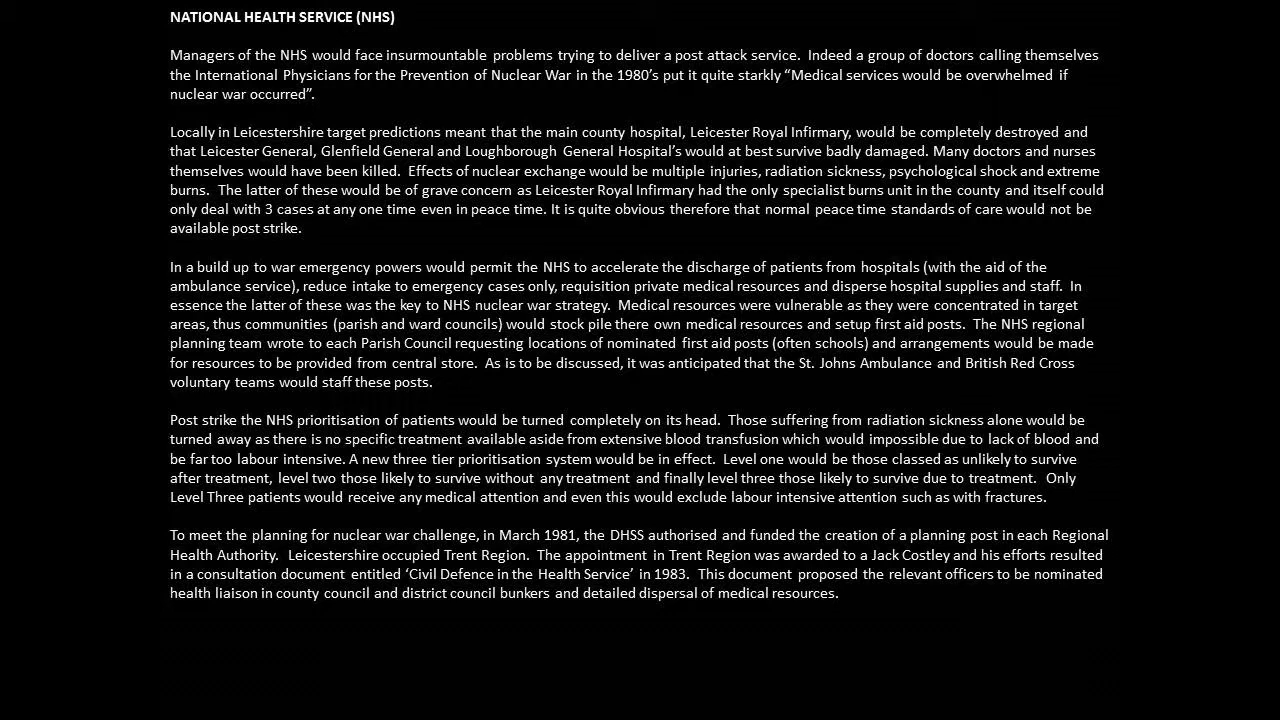 NATIONAL HEALTH SERVICE (NHS)
Managers of the NHS would face insurmountable problems trying to deliver a post attack service. Indeed a group of doctors calling themselves
the International Physicians for the Prevention of Nuclear War in the 1980's put it quite starkly “Medical services would be overwhelmed if
nuclear war occurred”.
Locally in Leicestershire target predictions meant that the main county hospital, Leicester Royal Infirmary, would be completely destroyed and
that Leicester General, Glenfield General and Loughborough General Hospital's would at best survive badly damaged. Many doctors and nurses
themselves would have been killed. Effects of nuclear exchange would be multiple injuries, radiation sickness, psychological shock and extreme
burns. The latter of these would be of grave concern as Leicester Royal Infirmary had the only specialist burns unit in the county and itself could
only deal with 3 cases at any one time even in peace time. It is quite obvious therefore that normal peace time standards of care would not be
available post strike.
In a build up to war emergency powers would permit the NHS to accelerate the discharge of patients from hospitals (with the aid of the
ambulance service), reduce intake to emergency cases only, requisition private medical resources and disperse hospital supplies and staff. In
essence the latter of these was the key to NHS nuclear war strategy. Medical resources were vulnerable as they were concentrated in target
areas, thus communities (parish and ward councils) would stock pile there own medical resources and setup first aid posts. The NHS regional
planning team wrote to each Parish Council requesting locations of nominated first aid posts (often schools) and arrangements would be made
for resources to be provided from central store. As is to be discussed, it was anticipated that the St. Johns Ambulance and British Red Cross
voluntary teams would staff these posts.
Post strike the NHS prioritisation of patients would be turned completely on its head. Those suffering from radiation sickness alone would be
turned away as there is no specific treatment available aside from extensive blood transfusion which would impossible due to lack of blood and
be far too labour intensive. A new three tier prioritisation system would be in effect. Level one would be those classed as unlikely to survive
after treatment, level two those likely to survive without any treatment and finally level three those likely to survive due to treatment. Only
Level Three patients would receive any medical attention and even this would exclude labour intensive attention such as with fractures.
To meet the planning for nuclear war challenge, in March 1981, the DHSS authorised and funded the creation of a planning post in each Regional
Health Authority. Leicestershire occupied Trent Region. The appointment in Trent Region was awarded to a Jack Costley and his efforts resulted
in a consultation document entitled ‘Civil Defence in the Health Service’ in 1983. This document proposed the relevant officers to be nominated
health liaison in county council and district council bunkers and detailed dispersal of medical resources.